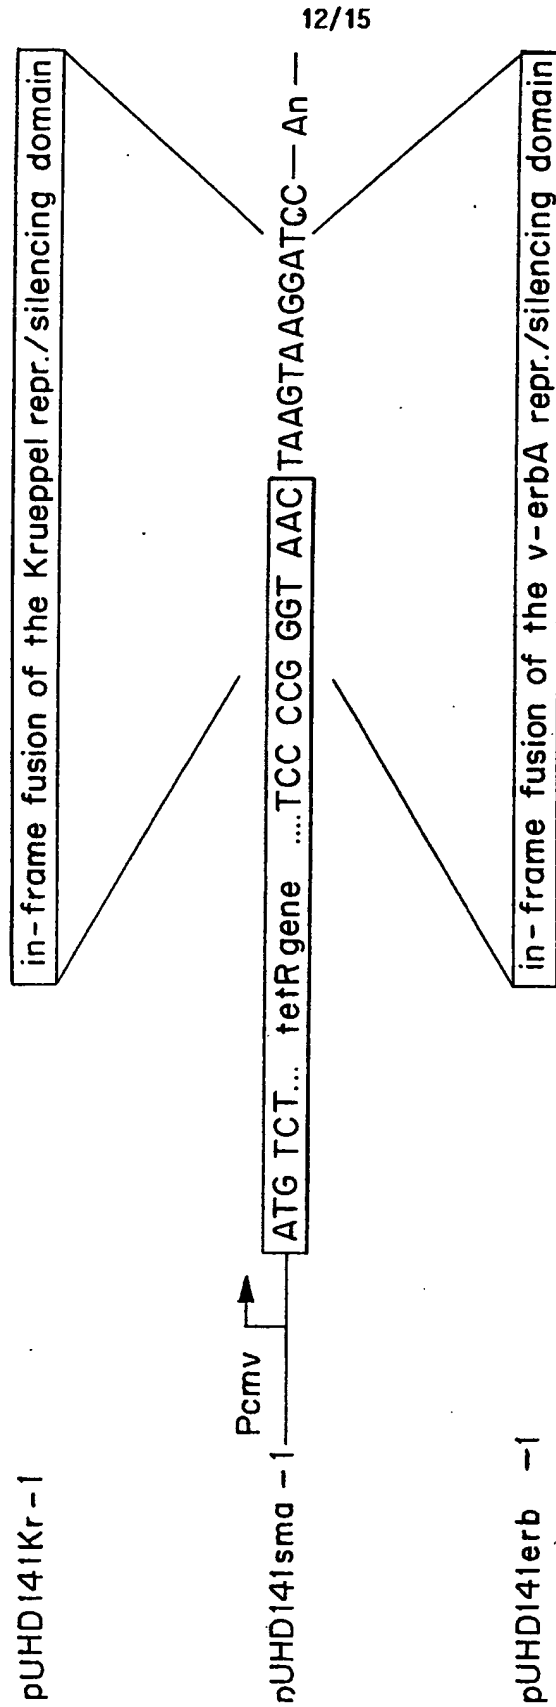 12/15
pUHD141Kr-1
in-frame fusion of the Krueppel repr./silencing domain
pUHD141sma-1
Pcmv
ATG TCT.... tetR gene ....TCC CCG GGT AAC TAAGTAAGGATCC — An —
pUHD141erb -1
in-frame fusion of the v-erbA repr./silencing domain